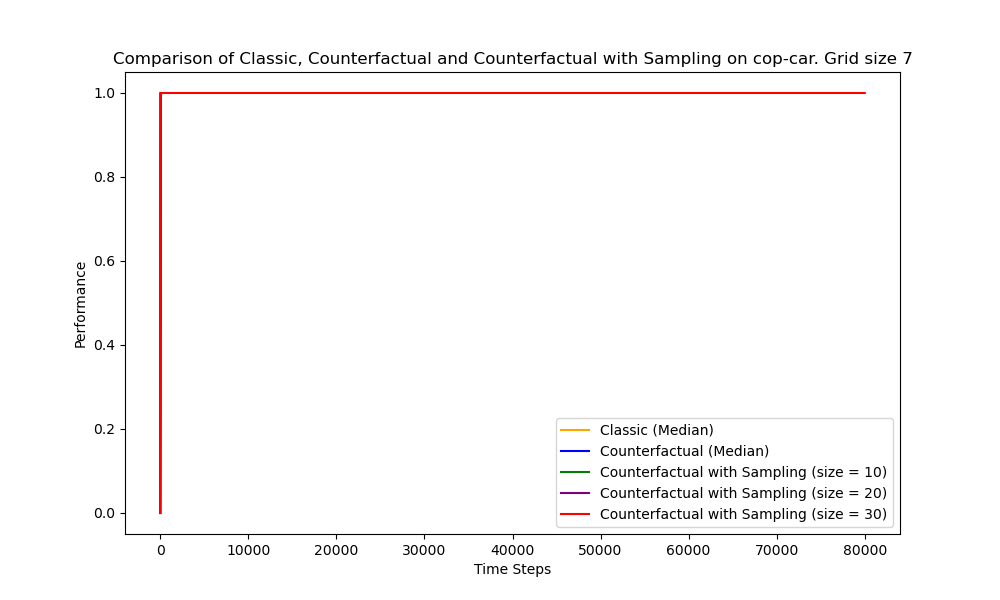 Comparison of Classic, Counterfactual and Counterfactual with Sampling on cop-car. Grid size 7
1.0
0.8
0.6
0.4
0.2
0.0
Performance
Classic (Median)
Counterfactual (Median)
Counterfactual with Sampling (size = 10)
Counterfactual with Sampling (size = 20)
Counterfactual with Sampling (size = 30)
0 10000 20000 30000 40000 50000 60000 70000 80000
Time Steps